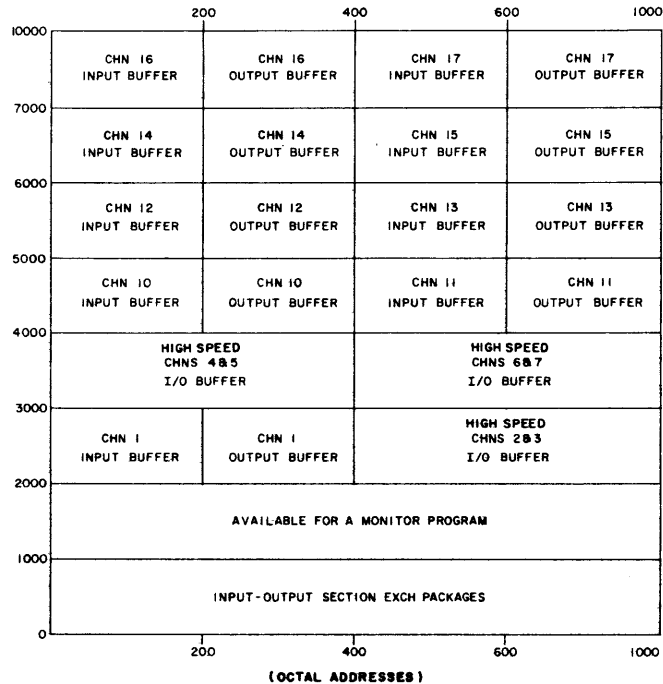 200 400 600 1000
10000
CHN 16 CHN 16 CHN 17 CHN 17
INPUT BUFFER OUTPUT BUFFER INPUT BUFFER OUTPUT BUFFER
7000
CHN 14 CHN 14 CHN 15 CHN 15
INPUT BUFFER OUTPUT BUFFER INPUT BUFFER OUTPUT BUFFER
6000
CHN 12 CHN 12 CHN 13 CHN 13
INPUT BUFFER OUTPUT BUFFER INPUT BUFFER OUTPUT BUFFER
5000
CHN 10 CHN 10 CHN 11 CHN 11
INPUT BUFFER OUTPUT BUFFER INPUT BUFFER OUTPUT BUFFER
4000
HIGH SPEED HIGH SPEED
CHNS 4&5 CHNS 6&7
I/O BUFFER I/O BUFFER
3000
HIGH SPEED
CHN 1 CHN 1 CHNS 2&3
INPUT BUFFER OUTPUT BUFFER I/O BUFFER
2000
AVAILABLE FOR A MONITOR PROGRAM
1000
INPUT-OUTPUT SECTION EXCH PACKAGES
0
200 400 600 1000
(OCTAL ADDRESSES)